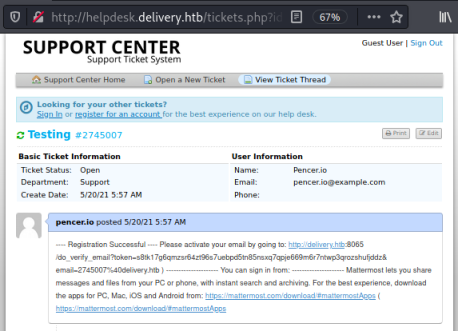 http://helpdesk.delivery.htb/tickets.php?id 67%
SUPPORT CENTER
Support Ticket System
Guest User | Sign Out
Support Center Home Open a New Ticket View Ticket Thread
Looking for your other tickets?
Sign In or register for an account for the best experience on our help desk.
Testing #2745007 Print Edit
Basic Ticket Information User Information
Ticket Status: Open Name: Pencer.io
Department: Support Email: pencer.io@example.com
Create Date: 5/20/21 5:57 AM Phone:
pencer.io posted 5/20/21 5:57 AM
---- Registration Successful ---- Please activate your email by going to: http://delivery.htb:8065
email=2745007%40delivery.htb ) -------------------- You can sign in from: -------------------- Mattermost lets you share
messages and files from your PC or phone, with instant search and archiving. For the best experience, download
the apps for PC, Mac, iOS and Android from: https://mattermost.com/download/#mattermostApps (
https://mattermost.com/download/#mattermostApps